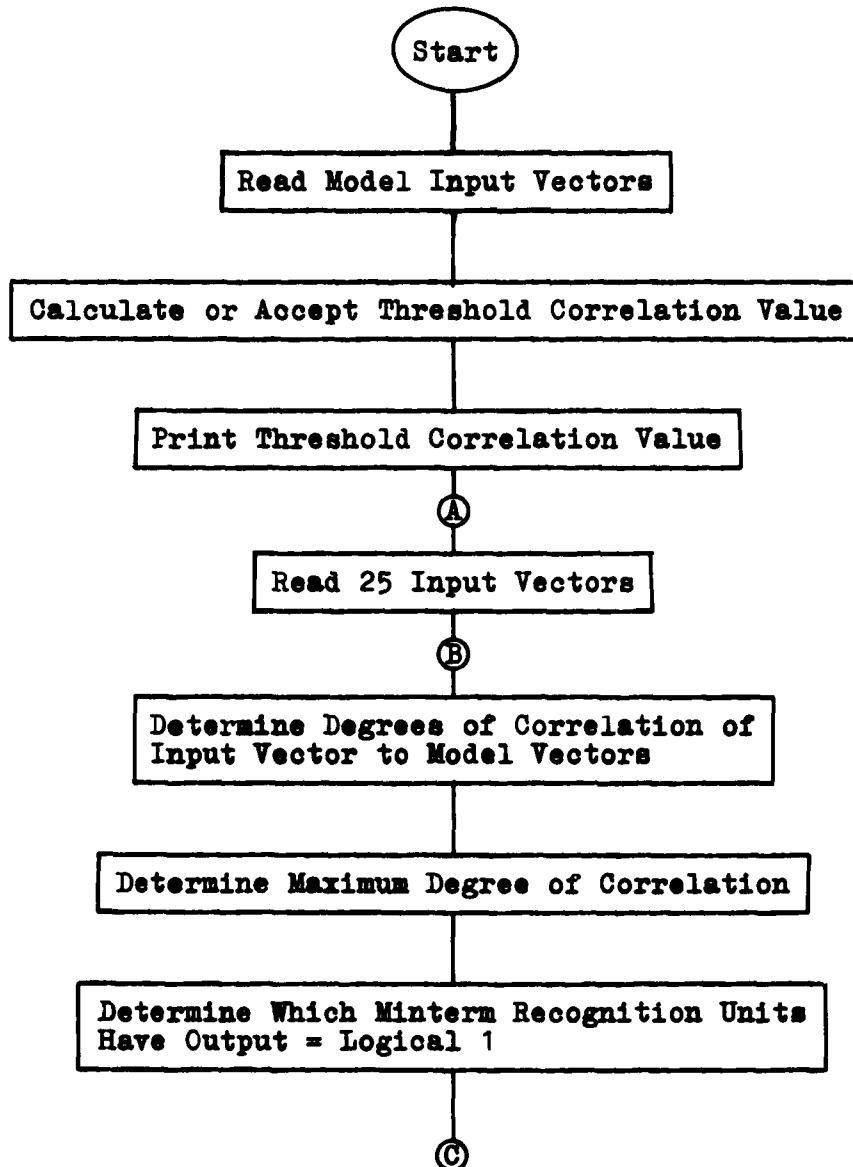 Start
Read Model Input Vectors
Calculate or Accept Threshold Correlation Value
Print Threshold Correlation Value
A
Read 25 Input Vectors
B
Determine Degrees of Correlation of
Input Vector to Model Vectors
Determine Maximum Degree of Correlation
Determine Which Minterm Recognition Units
Have Output = Logical 1
C